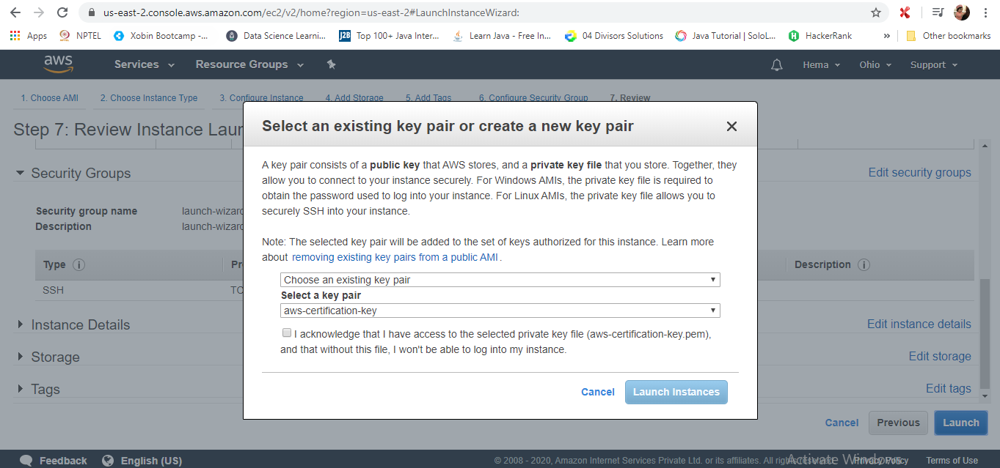 us-east-2.console.aws.amazon.com/ec2/v2/home?region=us-east-2#LaunchInstanceWizard:
Apps NPTEL Xobin Bootcamp -... Data Science Learni... J2B Top 100+ Java Inter... Learn Java - Free In... 04 Divisors Solutions Java Tutorial | SoloL... HackerRank » Other bookmarks
aws Services Resource Groups Hema Ohio Support
1. Choose AMI 2. Choose Instance Type 3. Configure Instance 4. Add Storage 5. Add Tags 6. Configure Security Group 7. Review
Step 7: Review Instance Laun
Select an existing key pair or create a new key pair
A key pair consists of a public key that AWS stores, and a private key file that you store. Together, they
allow you to connect to your instance securely. For Windows AMIs, the private key file is required to
obtain the password used to log into your instance. For Linux AMIs, the private key file allows you to
securely SSH into your instance.
Note: The selected key pair will be added to the set of keys authorized for this instance. Learn more
about removing existing key pairs from a public AMI.
Choose an existing key pair
Select a key pair
aws-certification-key
I acknowledge that I have access to the selected private key file (aws-certification-key.pem),
and that without this file, I won't be able to log into my instance.
Cancel Launch Instances
Security Groups Edit security groups
Security group name launch-wizard
Description launch-wizard
Type i Pr Description i
SSH TC
Instance Details Edit instance details
Storage Edit storage
Tags Edit tags
Cancel Previous Launch
Feedback English (US) © 2008 - 2020, Amazon Internet Services Private Ltd. or its affiliates. All rights reserved. Privacy Policy Terms of Use
Activate Windows